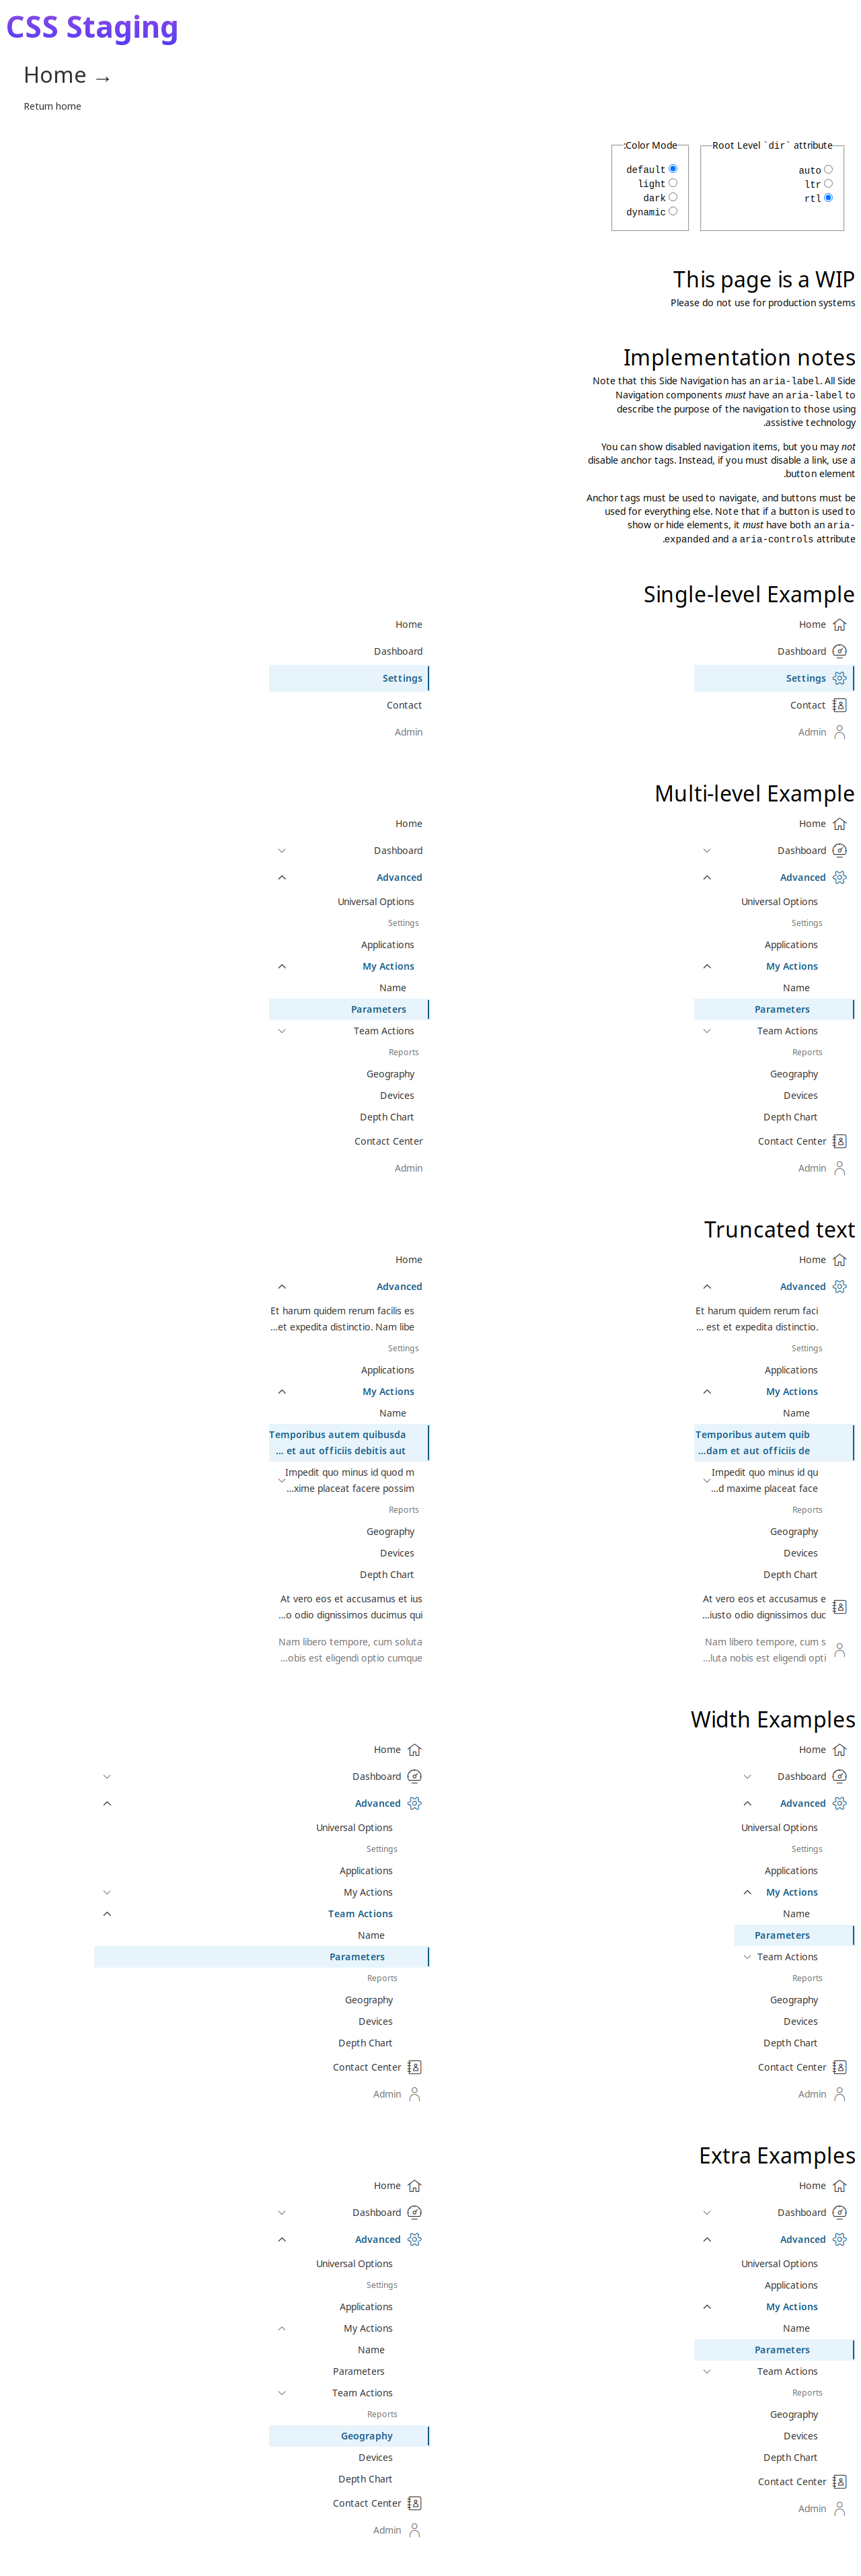 CSS Staging
Home →
Return home
Root Level `dir` attribute
auto
ltr
rtl
:Color Mode
default
light
dark
dynamic
This page is a WIP
Please do not use for production systems
Implementation notes
Note that this Side Navigation has an aria-label. All Side
Navigation components must have an aria-label to
describe the purpose of the navigation to those using
.assistive technology
You can show disabled navigation items, but you may not
disable anchor tags. Instead, if you must disable a link, use a
.button element
Anchor tags must be used to navigate, and buttons must be
used for everything else. Note that if a button is used to
show or hide elements, it must have both an aria-
.expanded and a aria-controls attribute
Single-level Example
Home
Dashboard
Settings
Contact
Admin
Home
Dashboard
Settings
Contact
Admin
Multi-level Example
Home
Dashboard
Advanced
Universal Options
Settings
Applications
My Actions
Name
Parameters
Team Actions
Reports
Geography
Devices
Depth Chart
Contact Center
Admin
Home
Dashboard
Advanced
Universal Options
Settings
Applications
My Actions
Name
Parameters
Team Actions
Reports
Geography
Devices
Depth Chart
Contact Center
Admin
Truncated text
Home
Advanced
Et harum quidem rerum faci
... est et expedita distinctio.
Settings
Applications
My Actions
Name
Temporibus autem quib
...dam et aut officiis de
Impedit quo minus id qu
...d maxime placeat face
Reports
Geography
Devices
Depth Chart
At vero eos et accusamus e
...iusto odio dignissimos duc
Nam libero tempore, cum s
...luta nobis est eligendi opti
Home
Advanced
Et harum quidem rerum facilis es
...et expedita distinctio. Nam libe
Settings
Applications
My Actions
Name
Temporibus autem quibusda
... et aut officiis debitis aut
Impedit quo minus id quod m
...xime placeat facere possim
Reports
Geography
Devices
Depth Chart
At vero eos et accusamus et ius
...o odio dignissimos ducimus qui
Nam libero tempore, cum soluta
...obis est eligendi optio cumque
Width Examples
Home
Dashboard
Advanced
Universal Options
Settings
Applications
My Actions
Name
Parameters
Team Actions
Reports
Geography
Devices
Depth Chart
Contact Center
Admin
Home
Dashboard
Advanced
Universal Options
Settings
Applications
My Actions
Team Actions
Name
Parameters
Reports
Geography
Devices
Depth Chart
Contact Center
Admin
Extra Examples
Home
Dashboard
Advanced
Universal Options
Applications
My Actions
Name
Parameters
Team Actions
Reports
Geography
Devices
Depth Chart
Contact Center
Admin
Home
Dashboard
Advanced
Universal Options
Settings
Applications
My Actions
Name
Parameters
Team Actions
Reports
Geography
Devices
Depth Chart
Contact Center
Admin